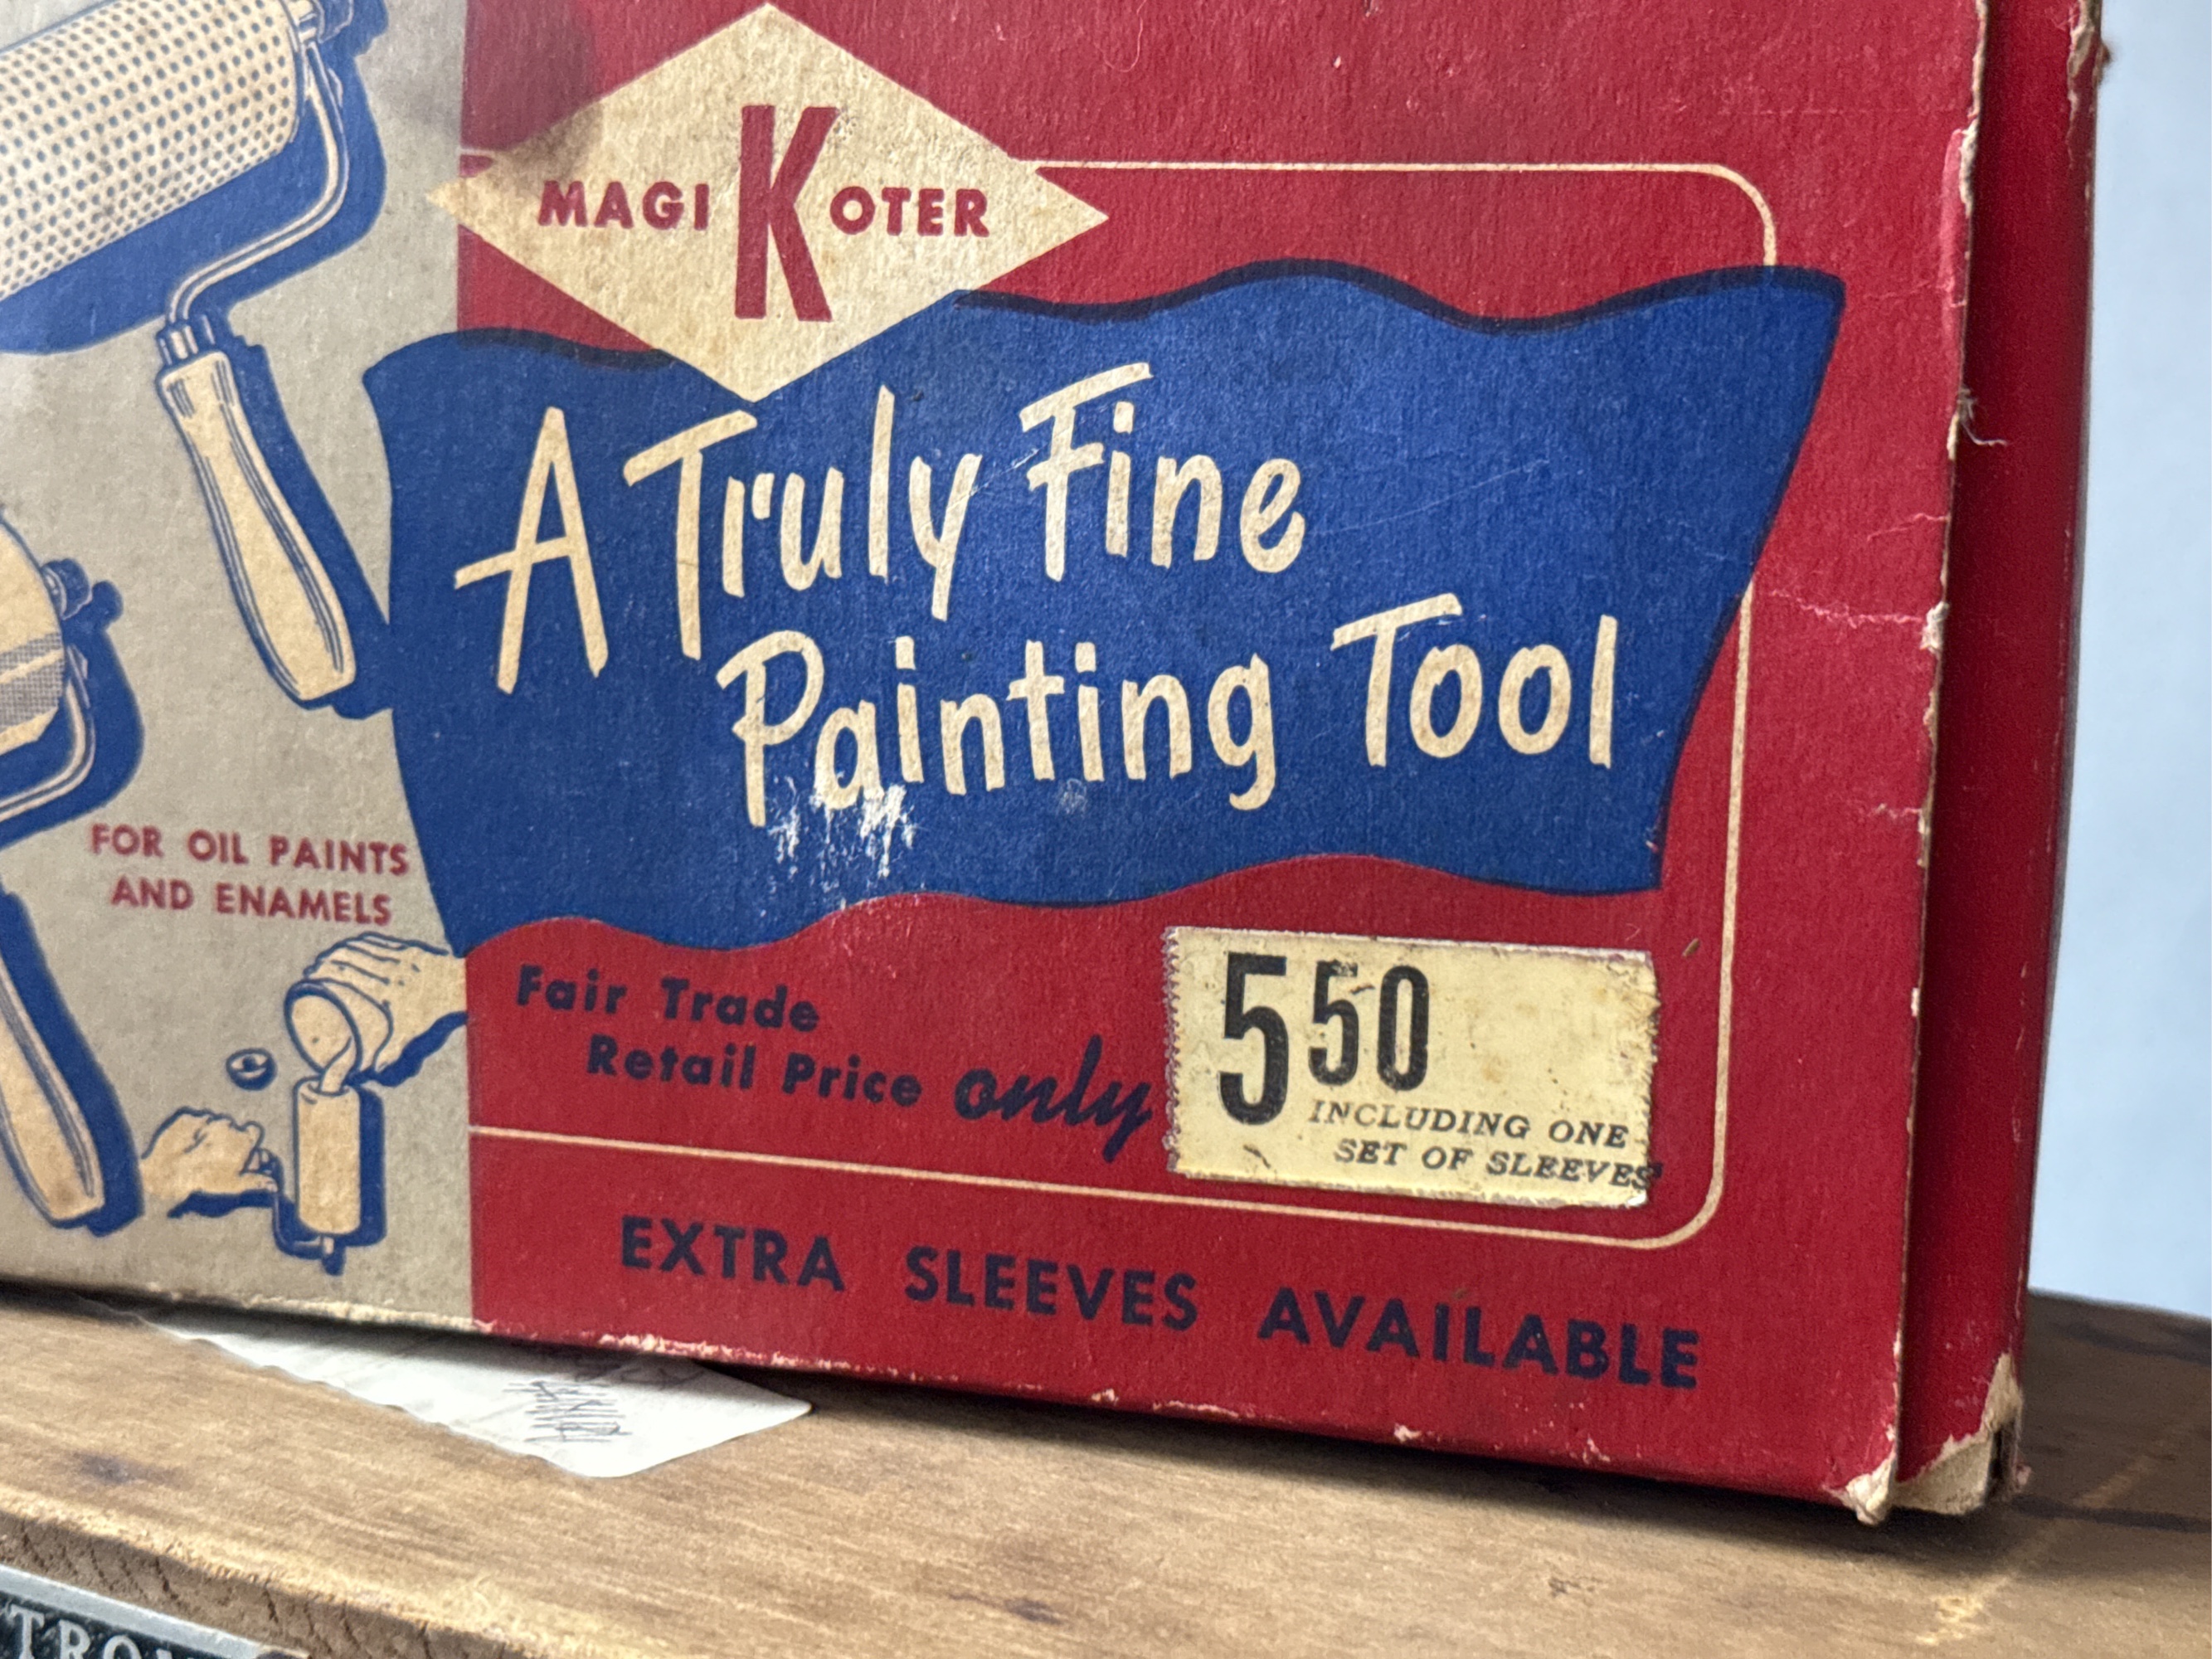 MAGI KOTER
A Truly Fine
Painting Tool
FOR OIL PAINTS
AND ENAMELS
Fair Trade
Retail Price only
550
INCLUDING ONE
SET OF SLEEVES
EXTRA SLEEVES AVAILABLE